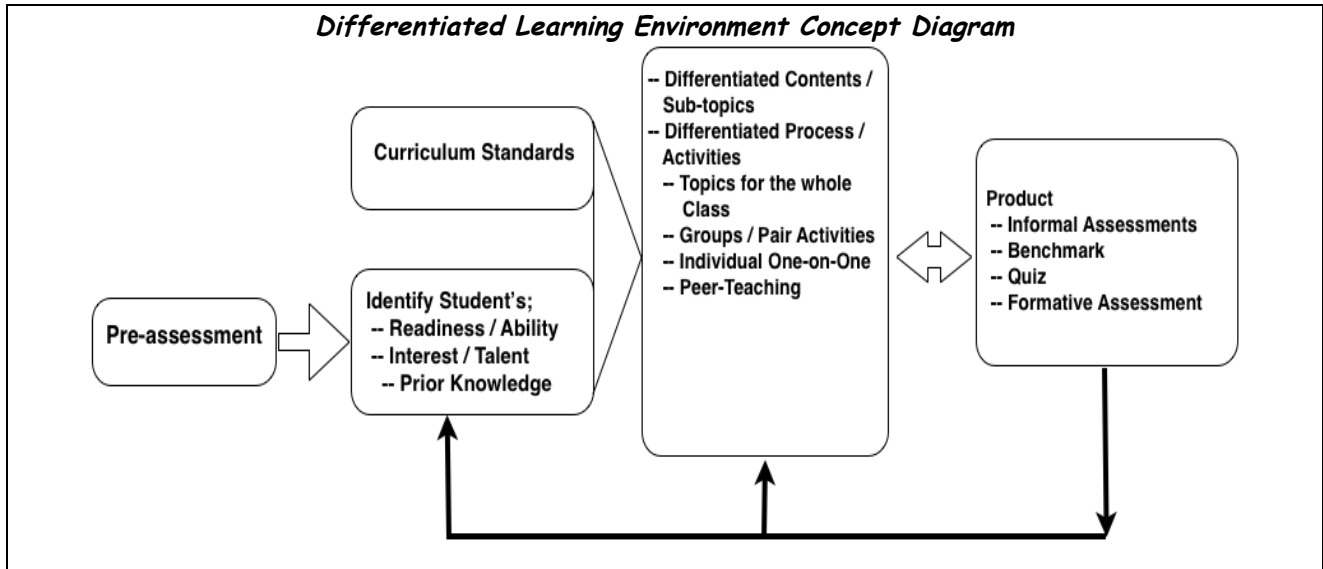 Differentiated Learning Environment Concept Diagram
Pre-assessment
Curriculum Standards
Identify Student's;
-- Readiness / Ability
-- Interest / Talent
-- Prior Knowledge
-- Differentiated Contents /
Sub-topics
-- Differentiated Process /
Activities
-- Topics for the whole
Class
-- Groups / Pair Activities
-- Individual One-on-One
-- Peer-Teaching
Product
-- Informal Assessments
-- Benchmark
-- Quiz
-- Formative Assessment